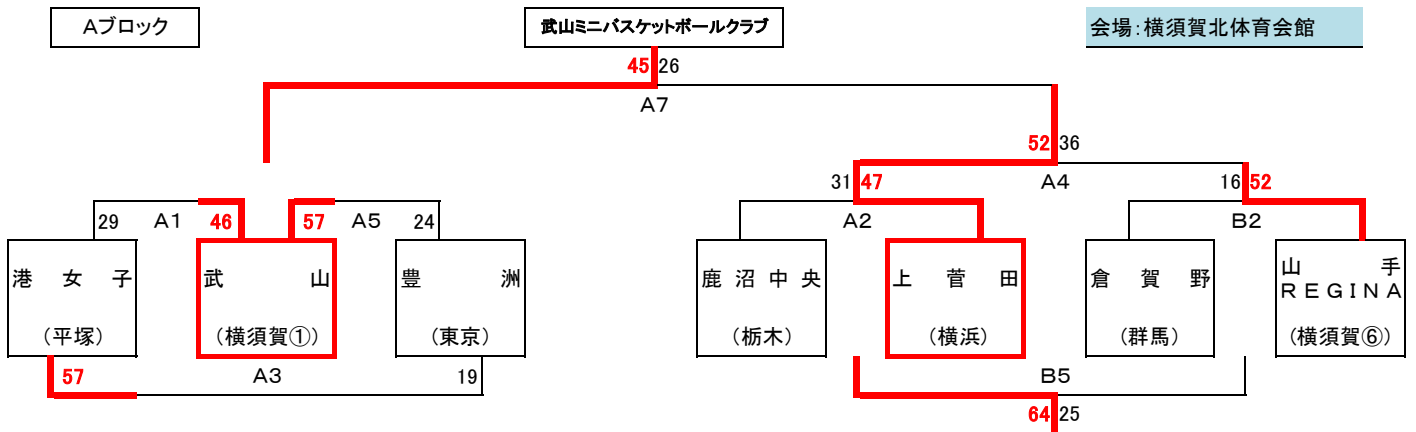 Aブロック
武山ミニバスケットボールクラブ
会場:横須賀北体育会館
45 26
A7
52 36
31 47 A4 16 52
29 A1 46 57 A5 24 A2 B2
港女子 武山 豊洲 鹿沼中央 上菅田 倉賀野 山手
REGINA
(平塚) (横須賀①) (東京) (栃木) (横浜) (群馬) (横須賀⑥)
57 A3 19 B5
64 25